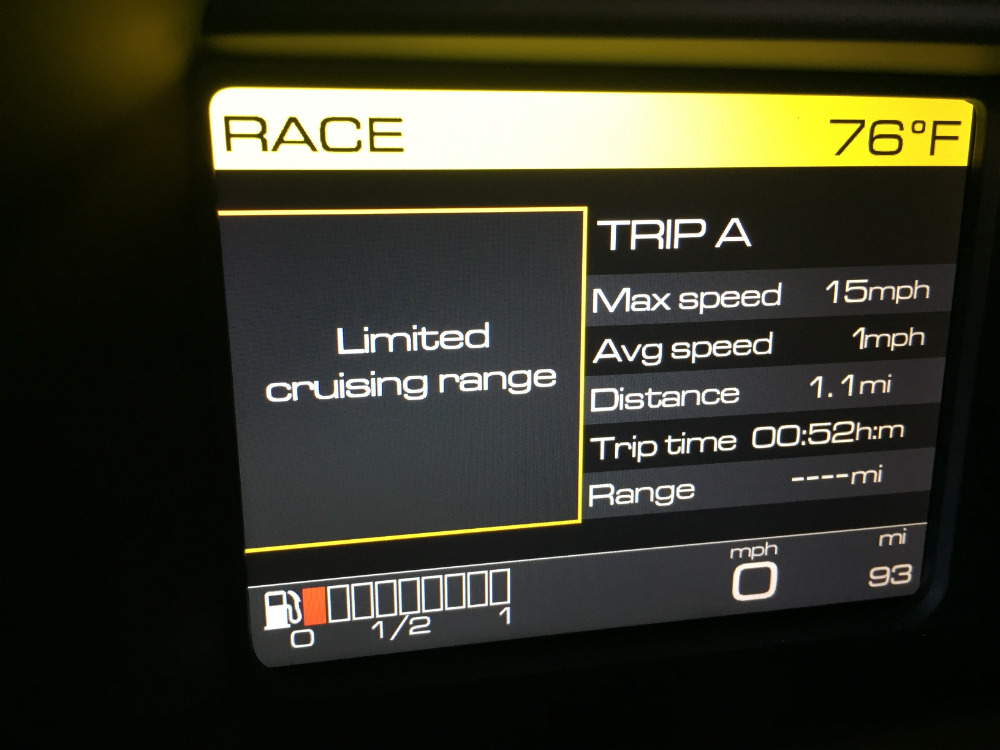 RACE 76°F
Limited
cruising range
TRIP A
Max speed 15mph
Avg speed 1mph
Distance 1.1mi
Trip time 00:52h:m
Range ----mi
mph mi
0 93
0 1/2 1